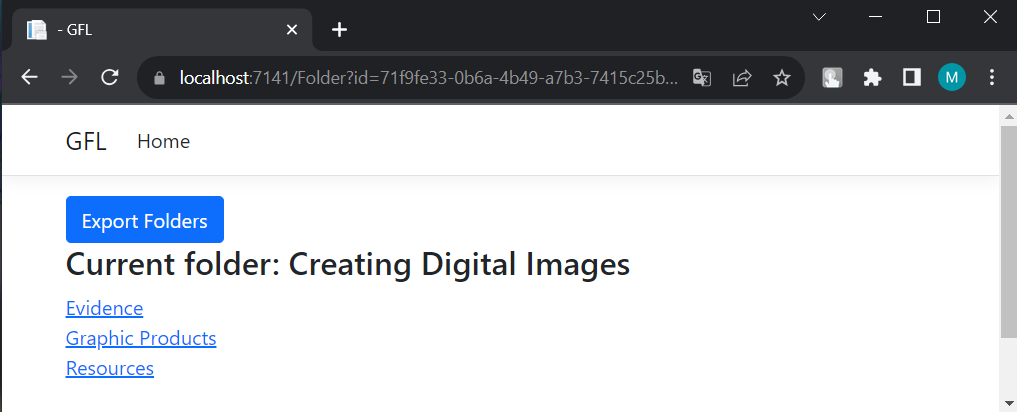 - GFL
localhost:7141/Folder?id=71f9fe33-0b6a-4b49-a7b3-7415c25b...
M
GFL Home
Export Folders
Current folder: Creating Digital Images
Evidence
Graphic Products
Resources